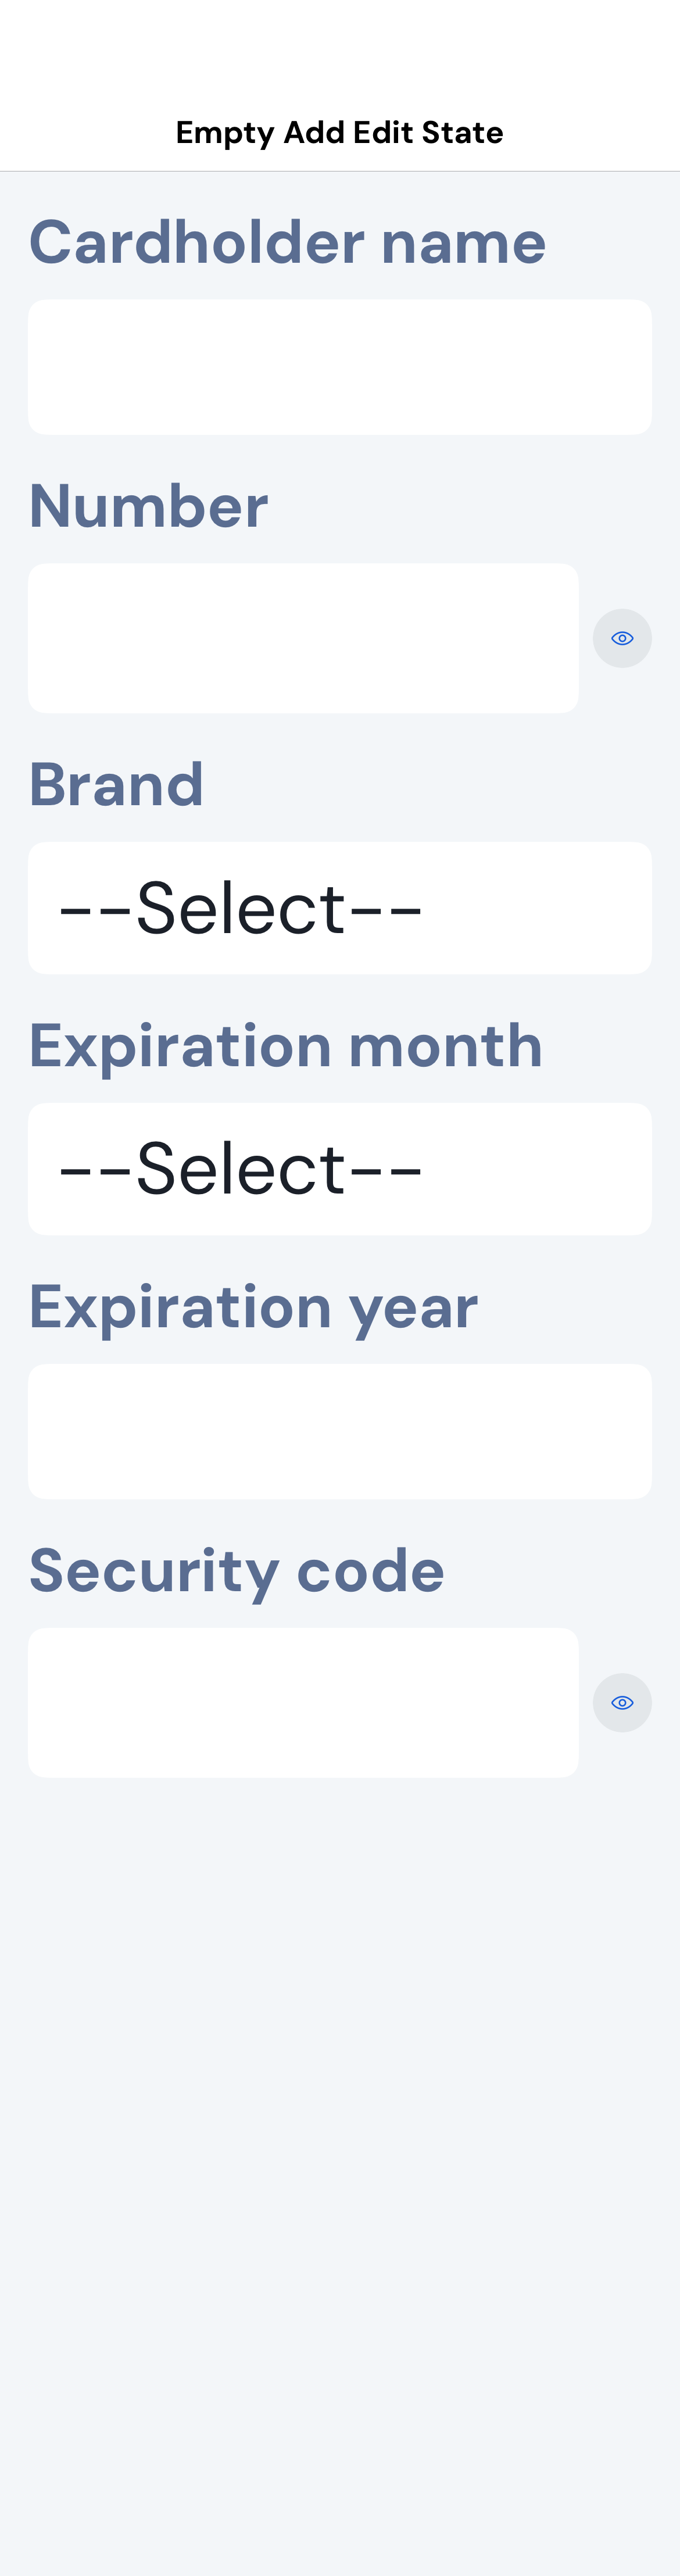 Empty Add Edit State
Cardholder name
Number
Brand
--Select--
Expiration month
--Select--
Expiration year
Security code